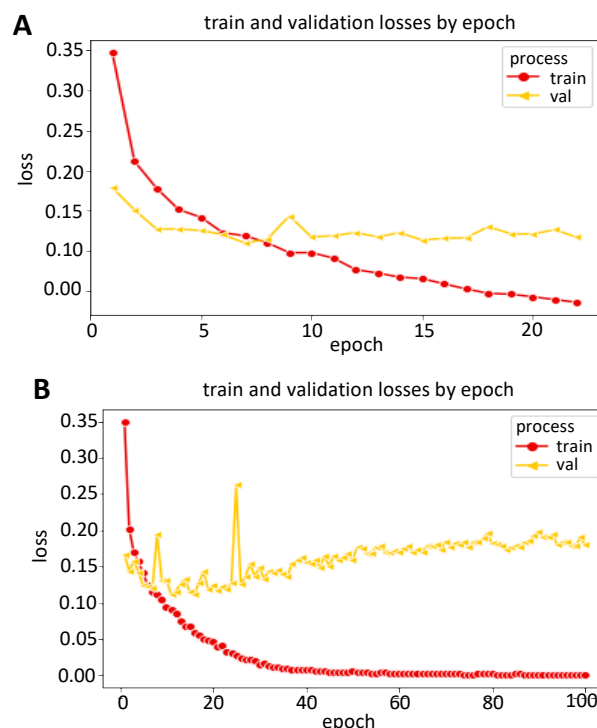 A
train and validation losses by epoch
process
train
val
loss
0.35
0.30
0.25
0.20
0.15
0.10
0.00
0
5
10
15
20
epoch
B
train and validation losses by epoch
process
train
val
loss
0.35
0.30
0.25
0.20
0.15
0.10
0.05
0.00
0
20
40
60
80
100
epoch